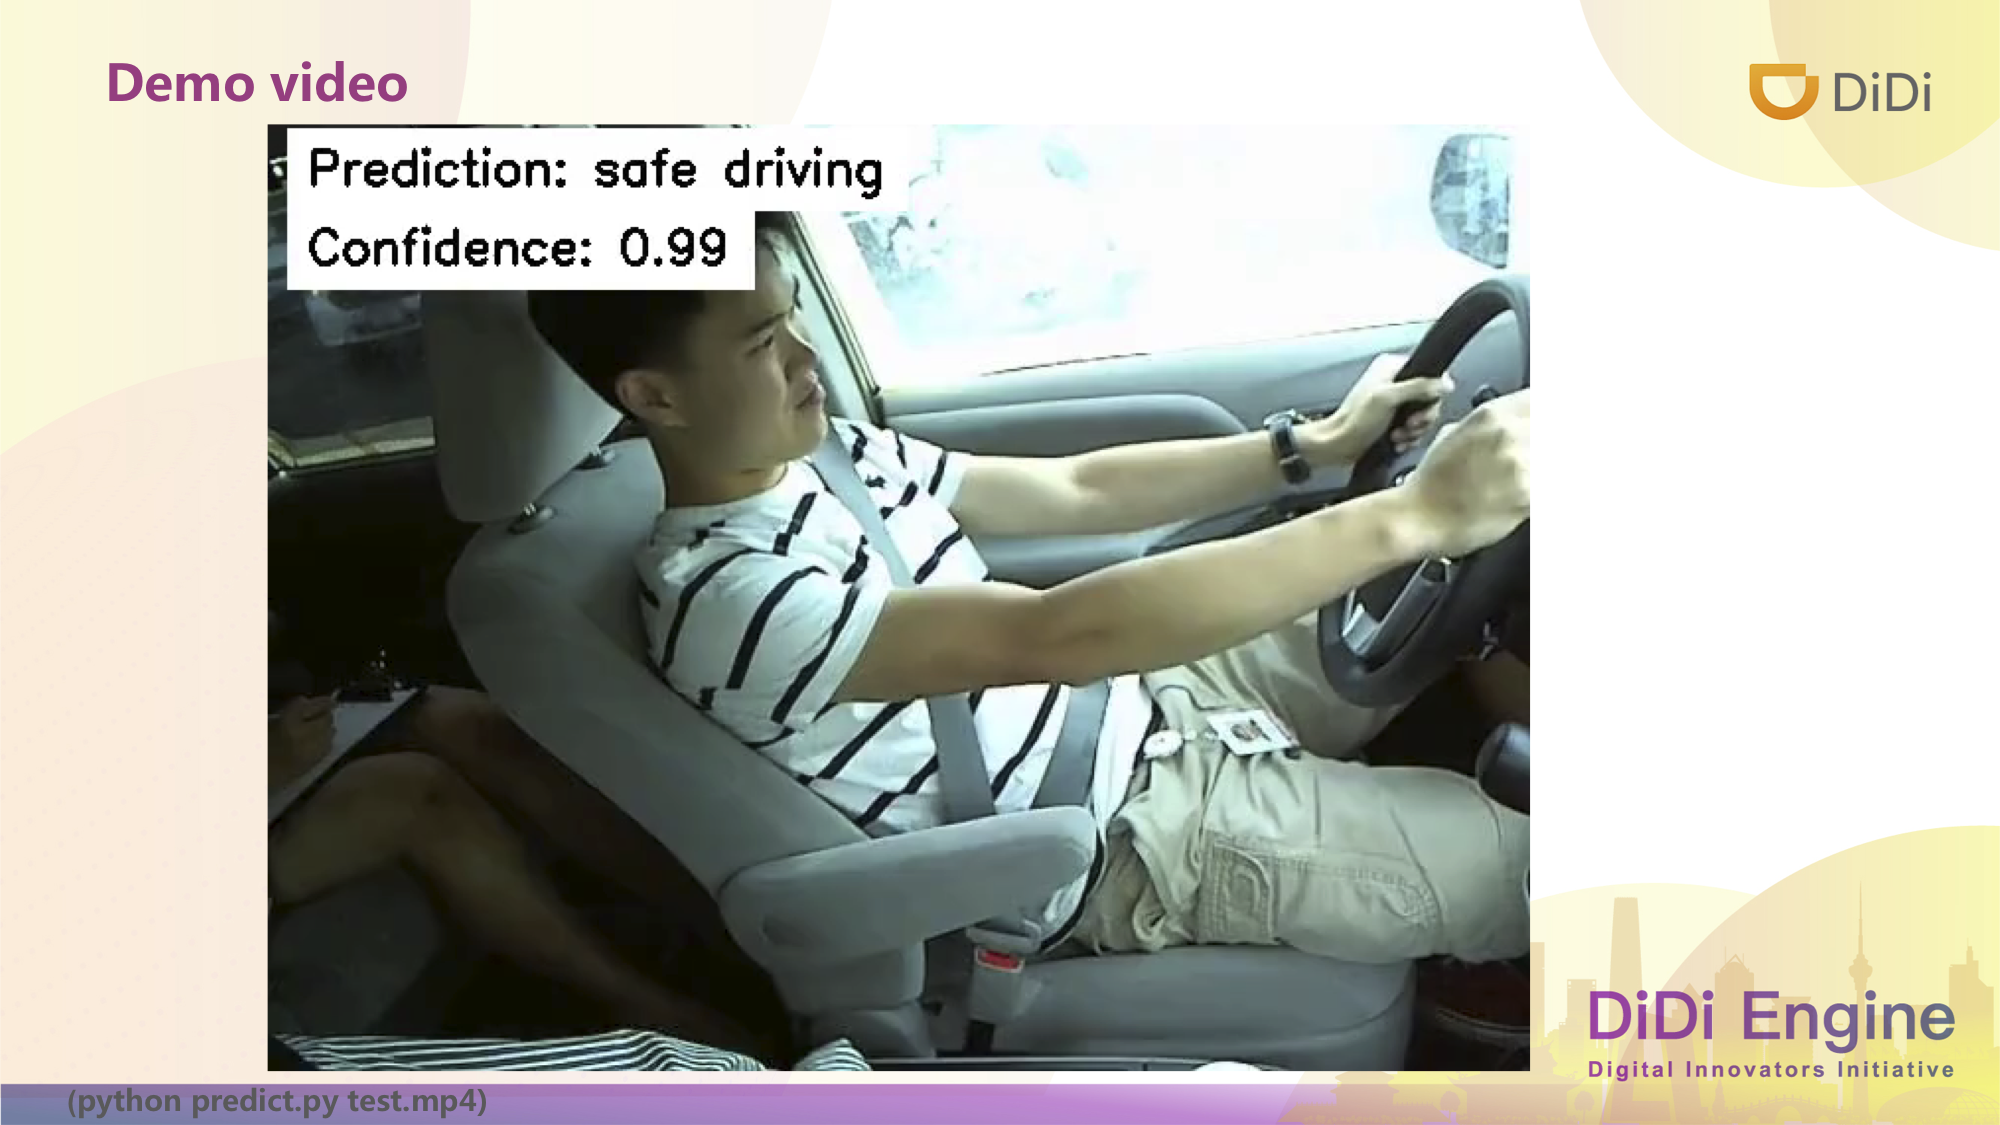 Demo video
DiDi
Prediction: safe driving
Confidence: 0.99
DiDi Engine
Digital Innovators Initiative
(python predict.py test.mp4)